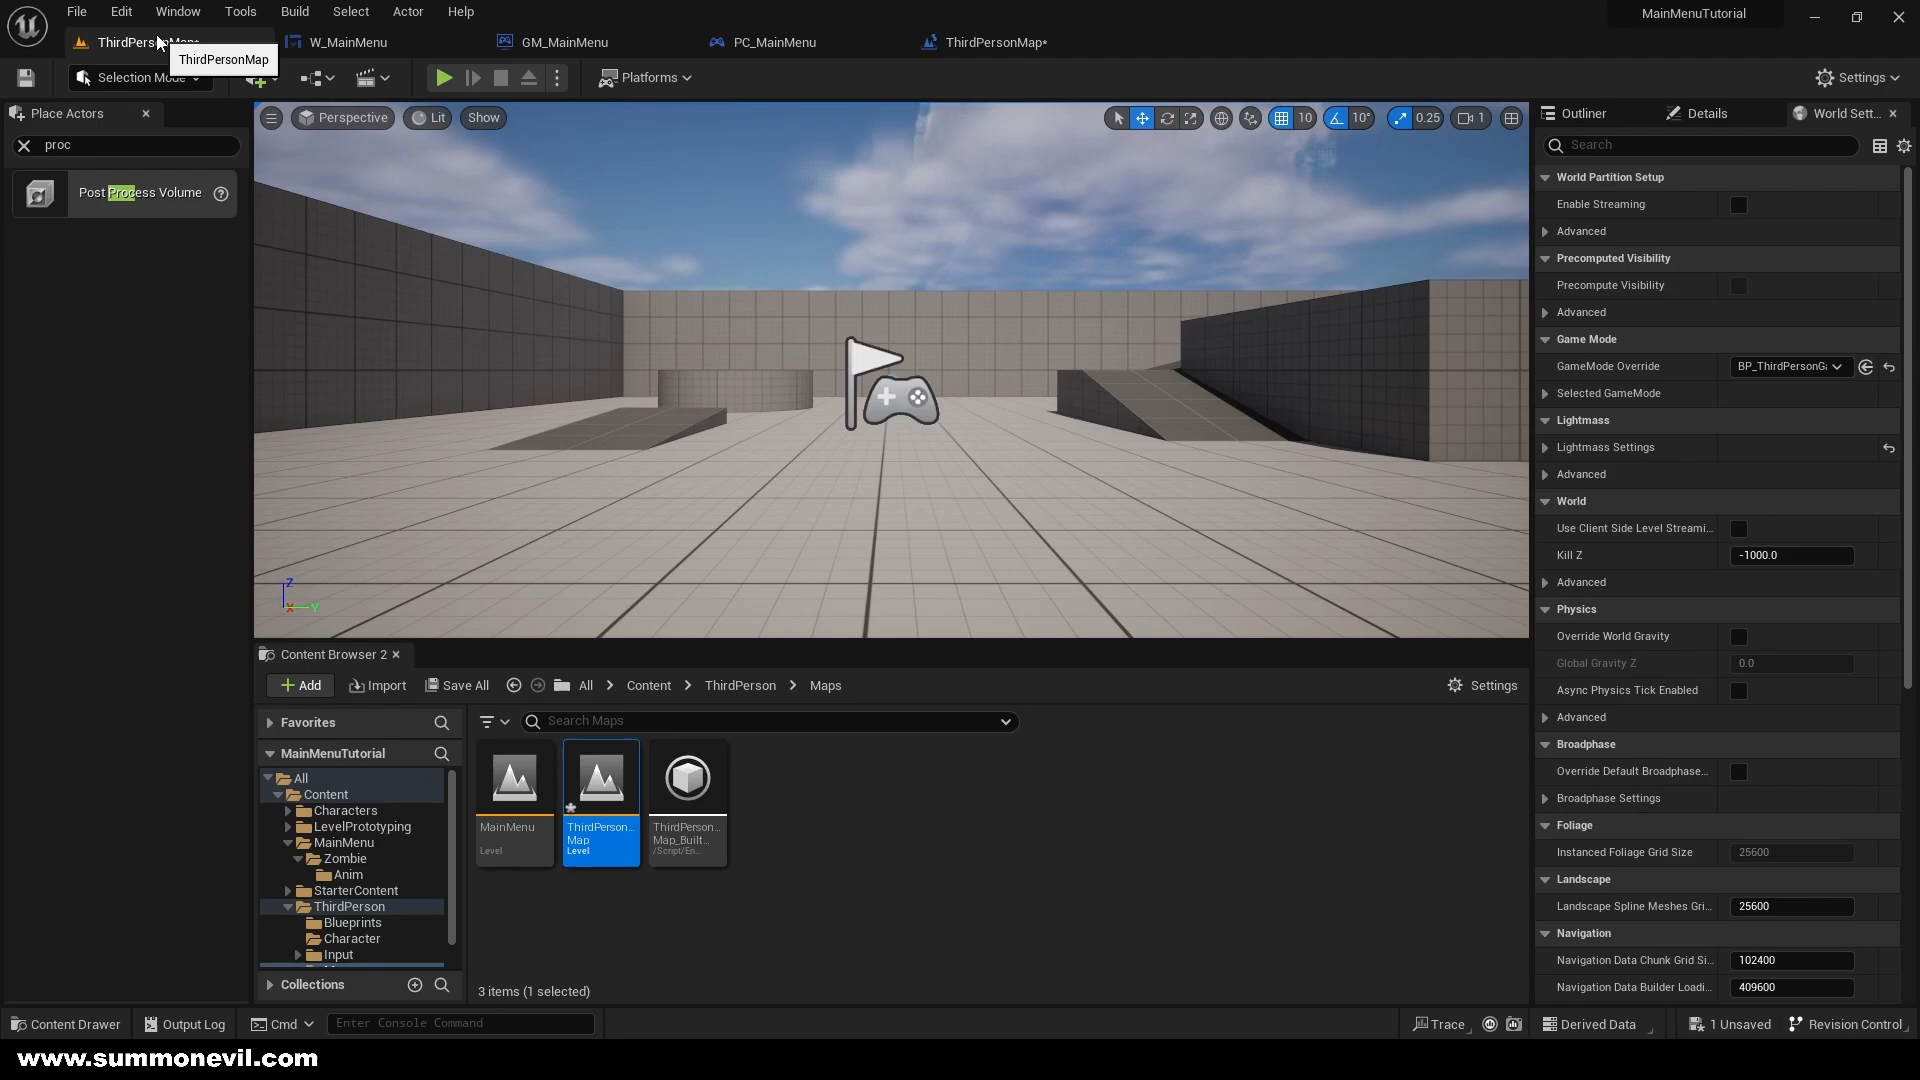 File Edit Window Tools Build Select Actor Help
MainMenuTutorial
W_MainMenu
GM_MainMenu
PC_MainMenu
ThirdPersonMap*
ThirdPersonMap
Selection Mode
Platforms
Settings
Place Actors
proc
Post Process Volume
Perspective
Lit
Show
10
10°
0.25
1
Z
X
Y
Outliner
Details
World Sett...
Search
World Partition Setup
Enable Streaming
Advanced
Precomputed Visibility
Precompute Visibility
Advanced
Game Mode
GameMode Override
BP_ThirdPersonG
Selected GameMode
Lightmass
Lightmass Settings
Advanced
World
Use Client Side Level Streami...
Kill Z
-1000.0
Advanced
Physics
Override World Gravity
Global Gravity Z
0.0
Async Physics Tick Enabled
Advanced
Broadphase
Override Default Broadphase...
Broadphase Settings
Foliage
Instanced Foliage Grid Size
25600
Landscape
Landscape Spline Meshes Gri...
25600
Navigation
Navigation Data Chunk Grid Si...
102400
Navigation Data Builder Loadi...
409600
Content Browser 2
Add
Import
Save All
All
Content
ThirdPerson
Maps
Settings
Favorites
Search Maps
MainMenuTutorial
All
Content
Characters
LevelPrototyping
MainMenu
Zombie
Anim
StarterContent
ThirdPerson
Blueprints
Character
Input
Collections
MainMenu
Level
ThirdPerson...
Map
Level
ThirdPerson...
Map_Built...
/Script/En...
3 items (1 selected)
Content Drawer
Output Log
Cmd
Enter Console Command
Trace
Derived Data
1 Unsaved
Revision Control
www.summonevil.com